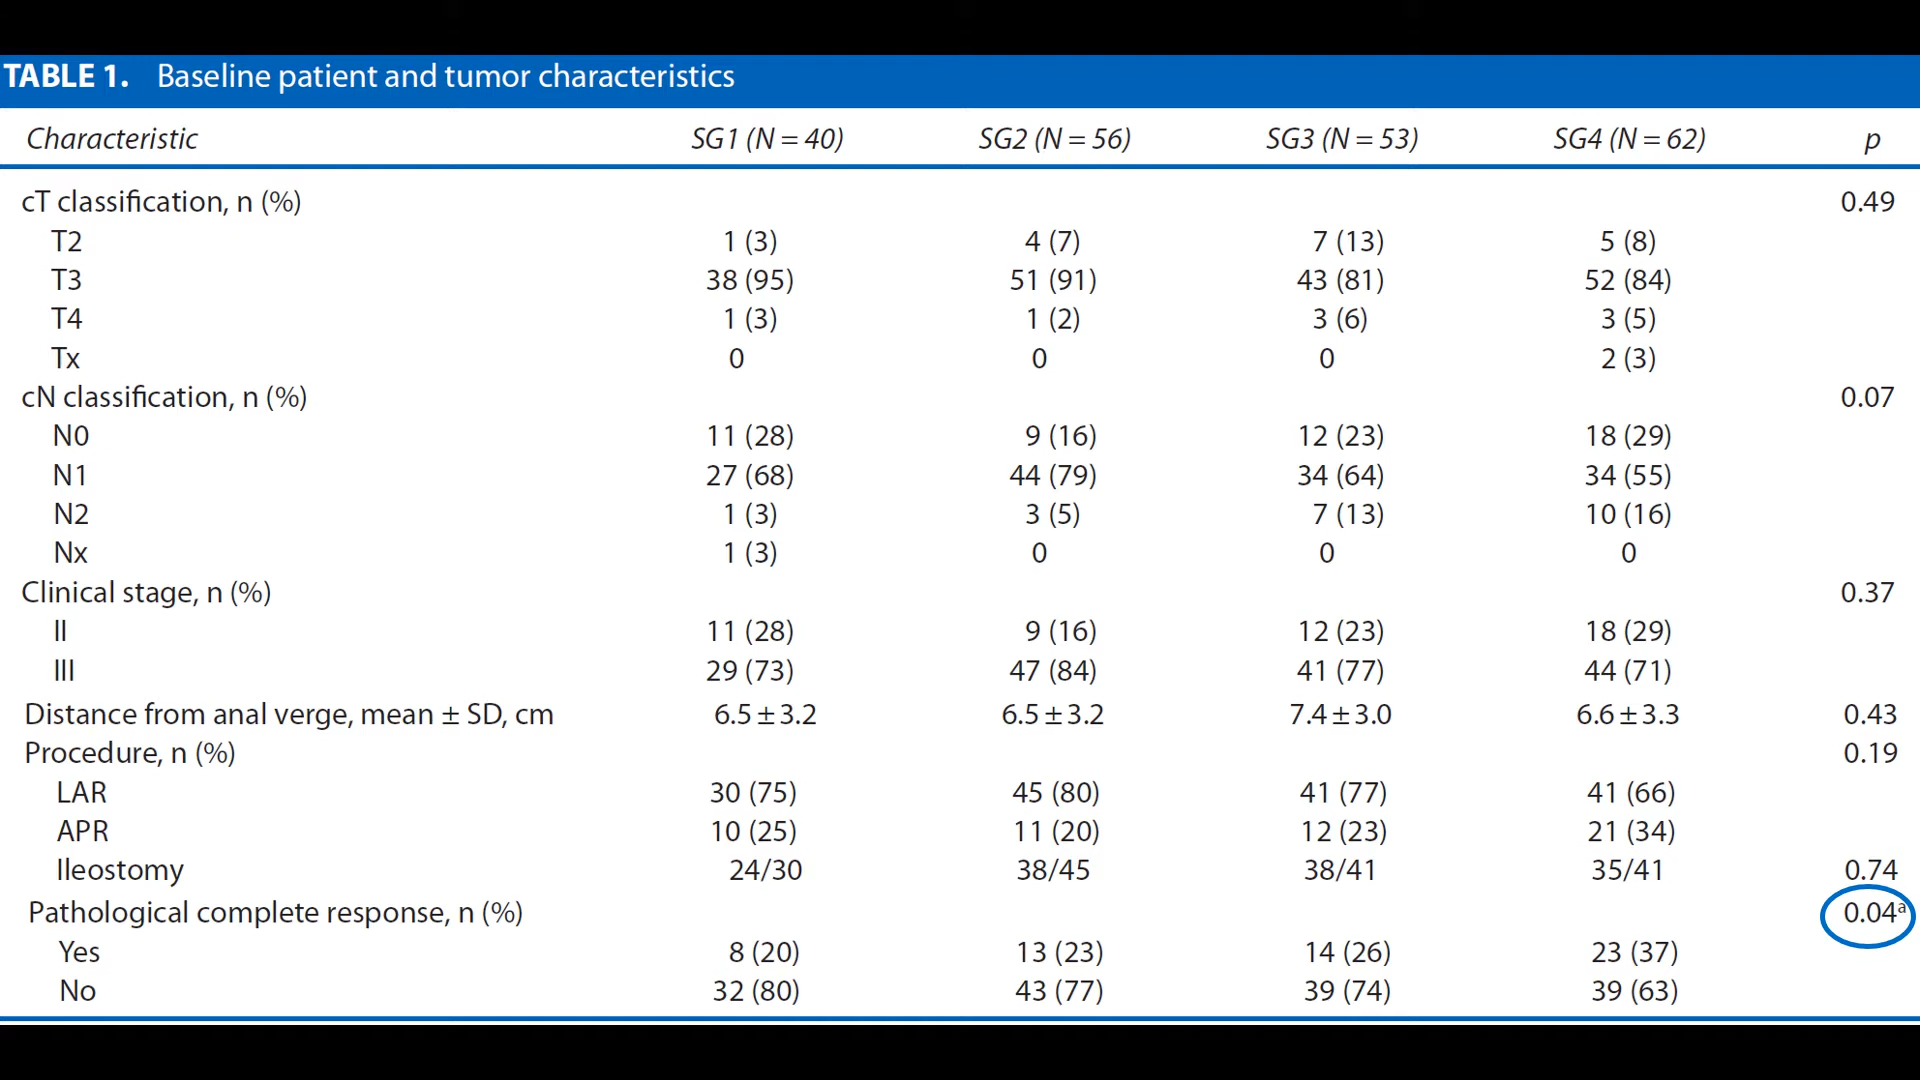 TABLE 1. Baseline patient and tumor characteristics
Characteristic SG1 (N = 40) SG2 (N = 56) SG3 (N = 53) SG4 (N = 62) p
cT classification, n (%) 0.49
T2 1 (3) 4 (7) 7 (13) 5 (8)
T3 38 (95) 51 (91) 43 (81) 52 (84)
T4 1 (3) 1 (2) 3 (6) 3 (5)
Tx 0 0 0 2 (3)
cN classification, n (%) 0.07
N0 11 (28) 9 (16) 12 (23) 18 (29)
N1 27 (68) 44 (79) 34 (64) 34 (55)
N2 1 (3) 3 (5) 7 (13) 10 (16)
Nx 1 (3) 0 0 0
Clinical stage, n (%) 0.37
II 11 (28) 9 (16) 12 (23) 18 (29)
III 29 (73) 47 (84) 41 (77) 44 (71)
Distance from anal verge, mean ± SD, cm 6.5 ± 3.2 6.5 ± 3.2 7.4 ± 3.0 6.6 ± 3.3 0.43
Procedure, n (%) 0.19
LAR 30 (75) 45 (80) 41 (77) 41 (66)
APR 10 (25) 11 (20) 12 (23) 21 (34)
Ileostomy 24/30 38/45 38/41 35/41 0.74
Pathological complete response, n (%) 0.04ᵃ
Yes 8 (20) 13 (23) 14 (26) 23 (37)
No 32 (80) 43 (77) 39 (74) 39 (63)